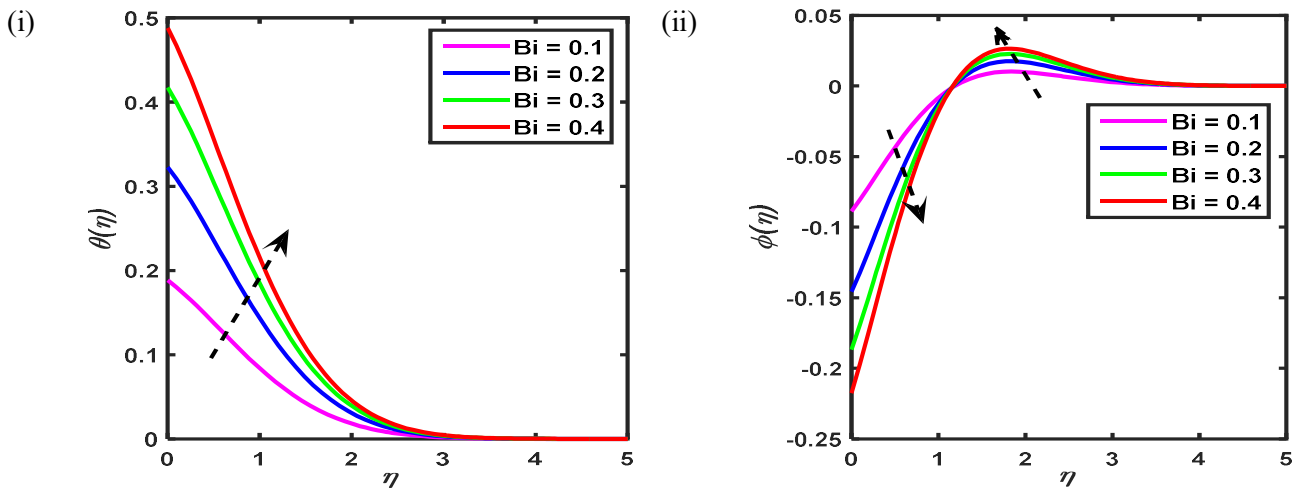 (i)
0.5
0.4
0.3
0.2
0.1
0
θ(η)
Bi = 0.1
Bi = 0.2
Bi = 0.3
Bi = 0.4
0 1 2 3 4 5
η
(ii)
0.05
0
-0.05
-0.1
-0.15
-0.2
-0.25
ϕ(η)
Bi = 0.1
Bi = 0.2
Bi = 0.3
Bi = 0.4
0 1 2 3 4 5
η